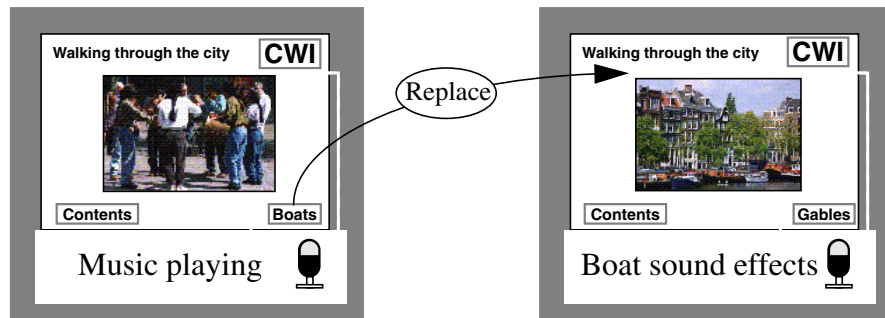 Walking through the city
CWI
Contents
Boats
Music playing
Replace
Walking through the city
CWI
Contents
Gables
Boat sound effects